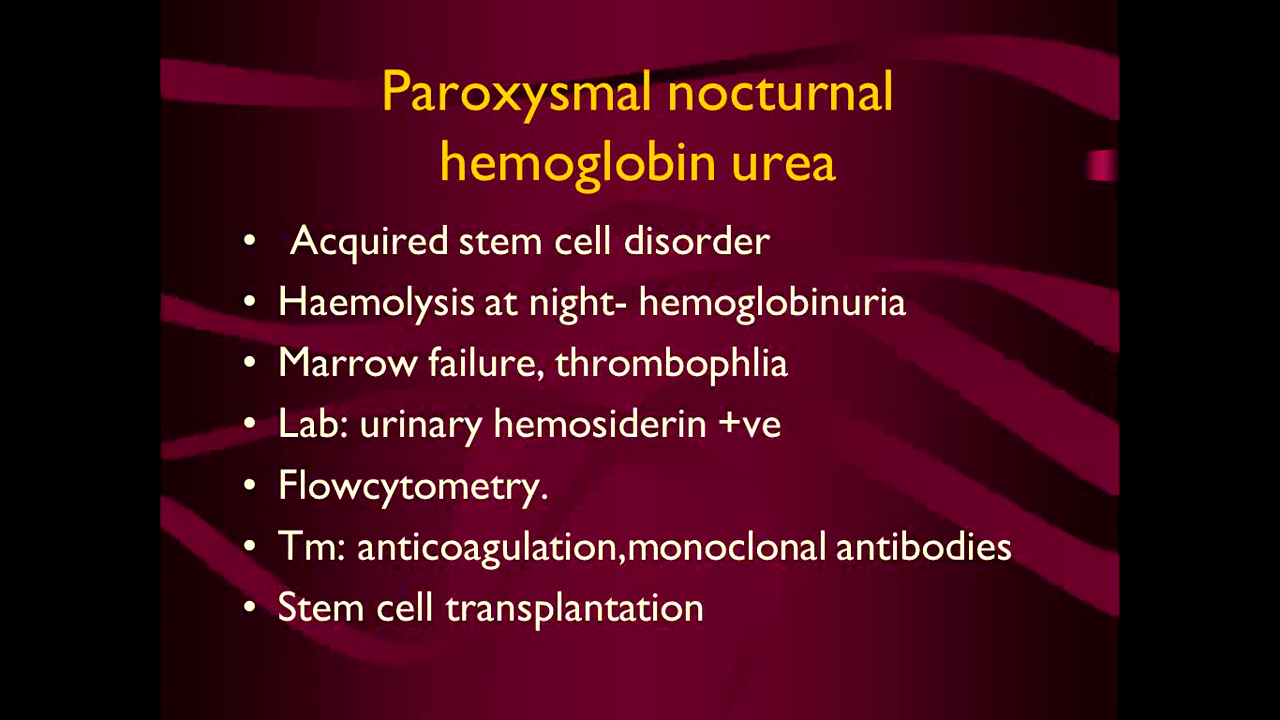 Paroxysmal nocturnal
hemoglobin urea
• Acquired stem cell disorder
• Haemolysis at night- hemoglobinuria
• Marrow failure, thrombophlia
• Lab: urinary hemosiderin +ve
• Flowcytometry.
• Tm: anticoagulation,monoclonal antibodies
• Stem cell transplantation